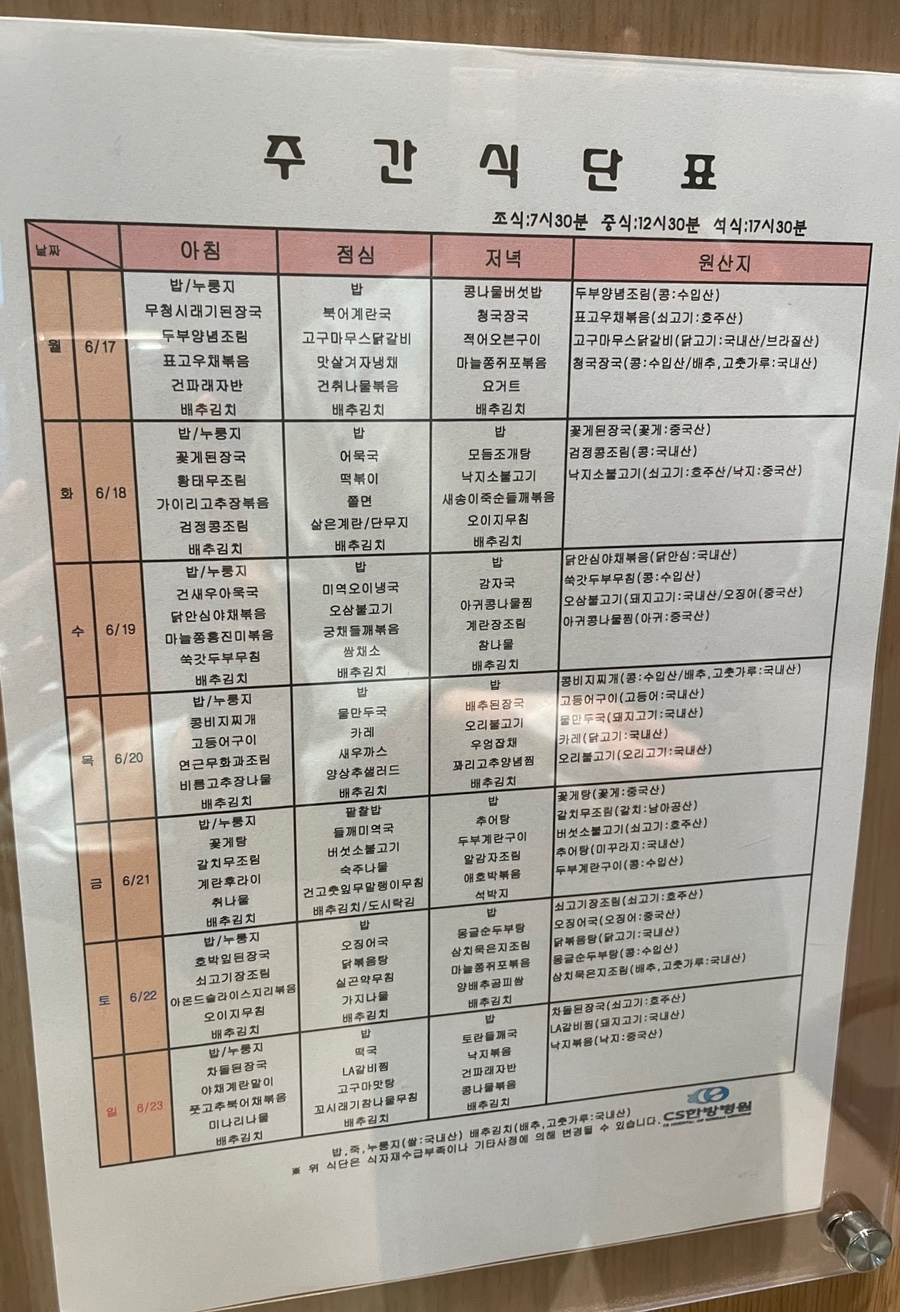 주 간 식 단 표
조식:7시30분 중식:12시30분 석식:17시30분
날짜 아침 점심 저녁 원산지
월 6/17
밥/누룽지
무청시래기된장국
두부양념조림
표고우채볶음
건파래자반
배추김치
밥
북어계란국
고구마무스닭갈비
맛살겨자냉채
건취나물볶음
배추김치
콩나물버섯밥
청국장국
적어오븐구이
마늘쫑쥐포볶음
요거트
배추김치
두부양념조림(콩:수입산)
표고우채볶음(쇠고기:호주산)
고구마무스닭갈비(닭고기:국내산/브라질산)
청국장국(콩:수입산/배추,고춧가루:국내산)
화 6/18
밥/누룽지
꽃게된장국
황태무조림
가이리고추장볶음
검정콩조림
배추김치
밥
어묵국
떡볶이
쫄면
삶은계란/단무지
배추김치
밥
모듬조개탕
낙지소불고기
새송이죽순들깨볶음
오이지무침
배추김치
꽃게된장국(꽃게:중국산)
검정콩조림(콩:국내산)
낙지소불고기(쇠고기:호주산/낙지:중국산)
수 6/19
밥/누룽지
건새우아욱국
닭안심야채볶음
마늘쫑홍진미볶음
쑥갓두부무침
배추김치
밥
미역오이냉국
오삼불고기
궁채들깨볶음
쌈채소
배추김치
밥
감자국
아귀콩나물찜
계란장조림
참나물
배추김치
닭안심야채볶음(닭안심:국내산)
쑥갓두부무침(콩:수입산)
오삼불고기(돼지고기:국내산/오징어(중국산)
아귀콩나물찜(아귀:중국산)
목 6/20
밥/누룽지
콩비지찌개
고등어구이
연근무화과조림
비름고추장나물
배추김치
밥
물만두국
카레
새우까스
양상추샐러드
배추김치
밥
배추된장국
오리불고기
우엉잡채
꽈리고추양념찜
배추김치
콩비지찌개(콩:수입산/배추,고춧가루:국내산)
고등어구이(고등어:국내산)
물만두국(돼지고기:국내산)
카레(닭고기:국내산)
오리불고기(오리고기:국내산)
금 6/21
밥/누룽지
꽃게탕
갈치무조림
계란후라이
취나물
배추김치
팥찰밥
들깨미역국
버섯소불고기
숙주나물
건고춧잎무말랭이무침
배추김치/도시락김
밥
추어탕
두부계란구이
알감자조림
애호박볶음
석박지
꽃게탕(꽃게:중국산)
갈치무조림(갈치:남아공산)
버섯소불고기(쇠고기:호주산)
추어탕(미꾸라지:국내산)
두부계란구이(콩:수입산)
토 6/22
밥/누룽지
호박잎된장국
쇠고기장조림
아몬드슬라이스지리볶음
오이지무침
배추김치
밥
오징어국
닭볶음탕
실곤약무침
가지나물
배추김치
밥
몽글순두부탕
삼치묵은지조림
마늘쫑쥐포볶음
양배추곰피쌈
배추김치
쇠고기장조림(쇠고기:호주산)
오징어국(오징어:중국산)
닭볶음탕(닭고기:국내산)
몽글순두부탕(콩:수입산)
삼치묵은지조림(배추,고춧가루:국내산)
일 6/23
밥/누룽지
차돌된장국
야채계란말이
풋고추북어채볶음
미나리나물
배추김치
밥
떡국
LA갈비찜
고구마맛탕
꼬시래기참나물무침
배추김치
밥
토란들깨국
낙지볶음
건파래자반
콩나물볶음
배추김치
차돌된장국(쇠고기:호주산)
LA갈비찜(돼지고기:국내산)
낙지볶음(낙지:중국산)
밥,죽,누룽지(쌀:국내산) 배추김치(배추,고춧가루:국내산)
※ 위 식단은 식자재수급부족이나 기타사정에 의해 변경될 수 있습니다.
CS한방병원